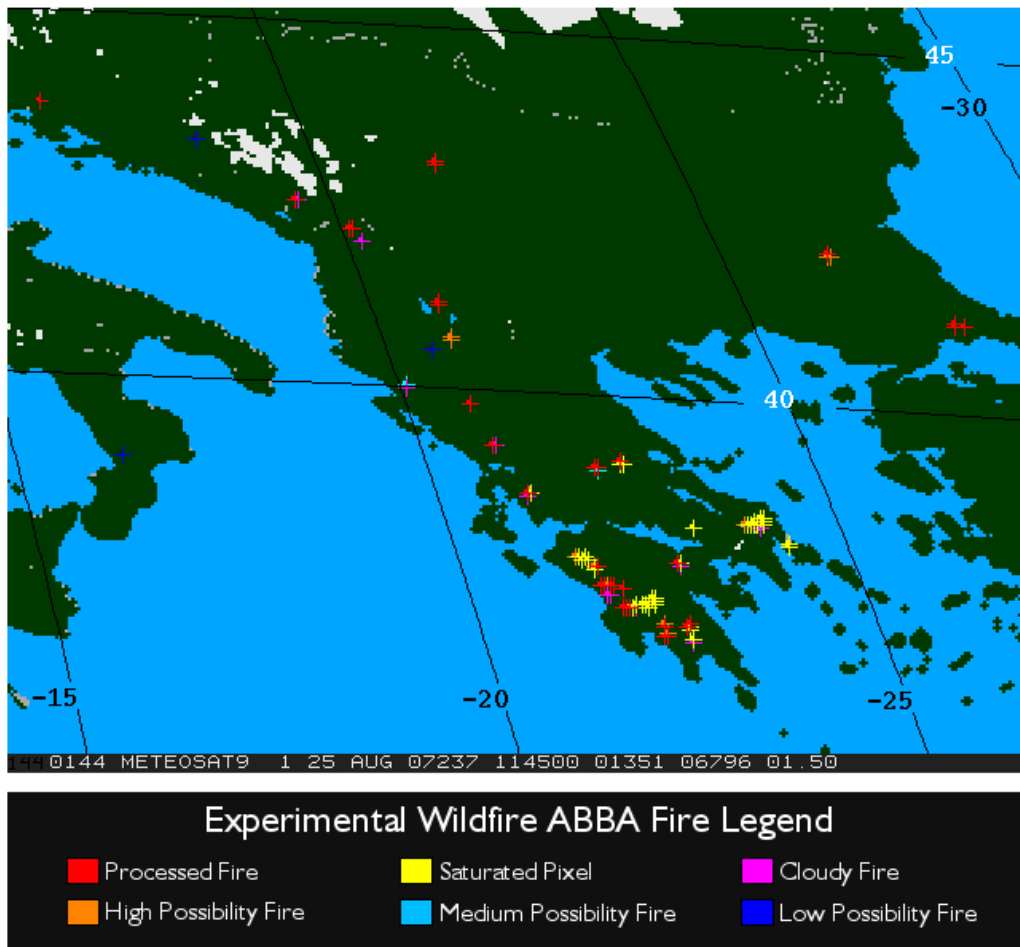 45
-30
40
-15
-20
-25
144 0144 METEOSAT9 1 25 AUG 07237 114500 01351 06796 01.50
Experimental Wildfire ABBA Fire Legend
Processed Fire
Saturated Pixel
Cloudy Fire
High Possibility Fire
Medium Possibility Fire
Low Possibility Fire